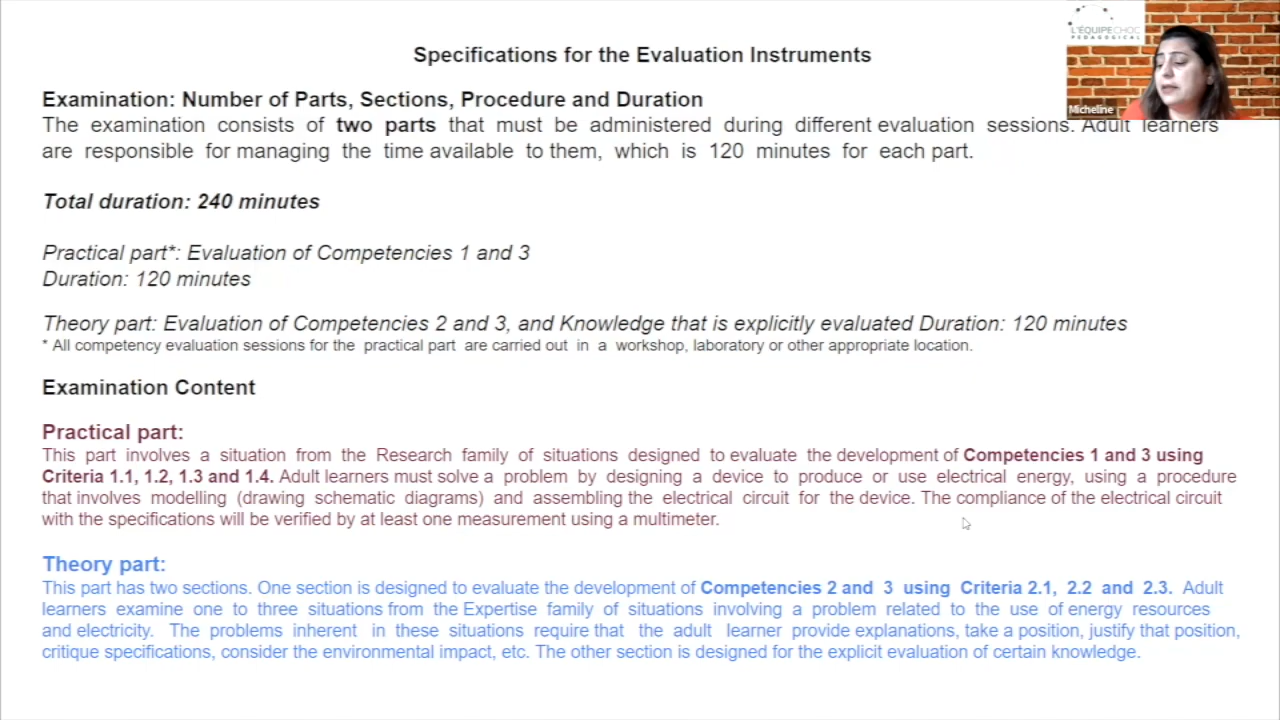 L'ÉQUIPECHOC
PEDAGOGICAL
Micheline
Specifications for the Evaluation Instruments
Examination: Number of Parts, Sections, Procedure and Duration
The examination consists of two parts that must be administered during different evaluation sessions. Adult learners
are responsible for managing the time available to them, which is 120 minutes for each part.
Total duration: 240 minutes
Practical part*: Evaluation of Competencies 1 and 3
Duration: 120 minutes
Theory part: Evaluation of Competencies 2 and 3, and Knowledge that is explicitly evaluated Duration: 120 minutes
* All competency evaluation sessions for the practical part are carried out in a workshop, laboratory or other appropriate location.
Examination Content
Practical part:
This part involves a situation from the Research family of situations designed to evaluate the development of Competencies 1 and 3 using
Criteria 1.1, 1.2, 1.3 and 1.4. Adult learners must solve a problem by designing a device to produce or use electrical energy, using a procedure
that involves modelling (drawing schematic diagrams) and assembling the electrical circuit for the device. The compliance of the electrical circuit
with the specifications will be verified by at least one measurement using a multimeter.
Theory part:
This part has two sections. One section is designed to evaluate the development of Competencies 2 and 3 using Criteria 2.1, 2.2 and 2.3. Adult
learners examine one to three situations from the Expertise family of situations involving a problem related to the use of energy resources
and electricity. The problems inherent in these situations require that the adult learner provide explanations, take a position, justify that position,
critique specifications, consider the environmental impact, etc. The other section is designed for the explicit evaluation of certain knowledge.